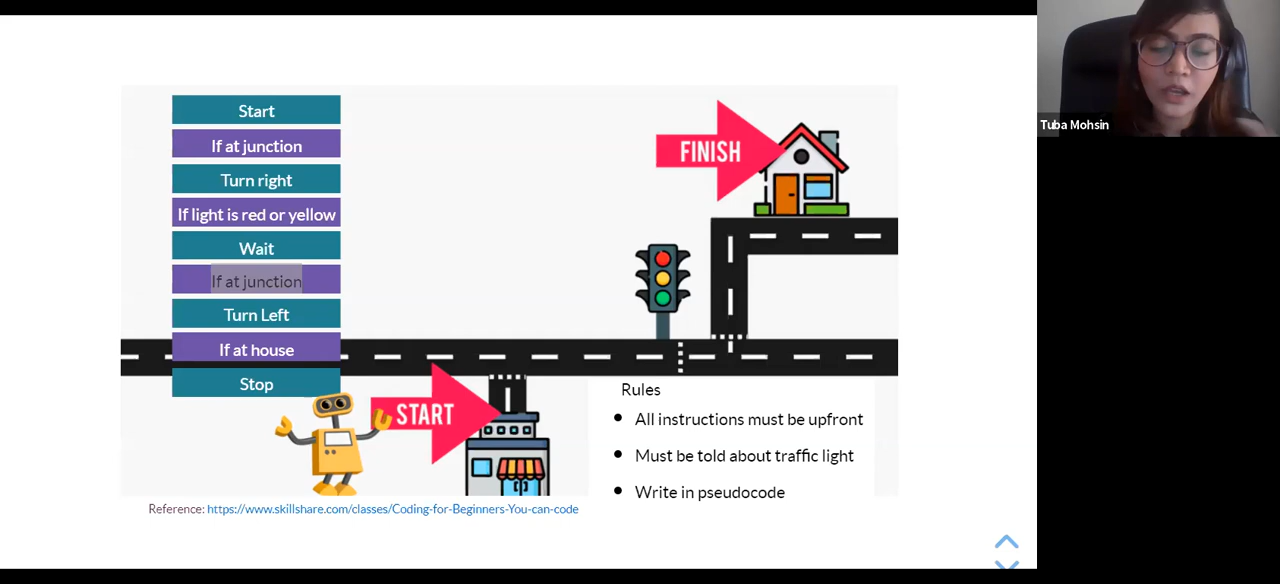 Start
If at junction
Turn right
If light is red or yellow
Wait
If at junction
Turn Left
If at house
Stop
FINISH
START
Rules
All instructions must be upfront
Must be told about traffic light
Write in pseudocode
Reference: https://www.skillshare.com/classes/Coding-for-Beginners-You-can-code
Tuba Mohsin